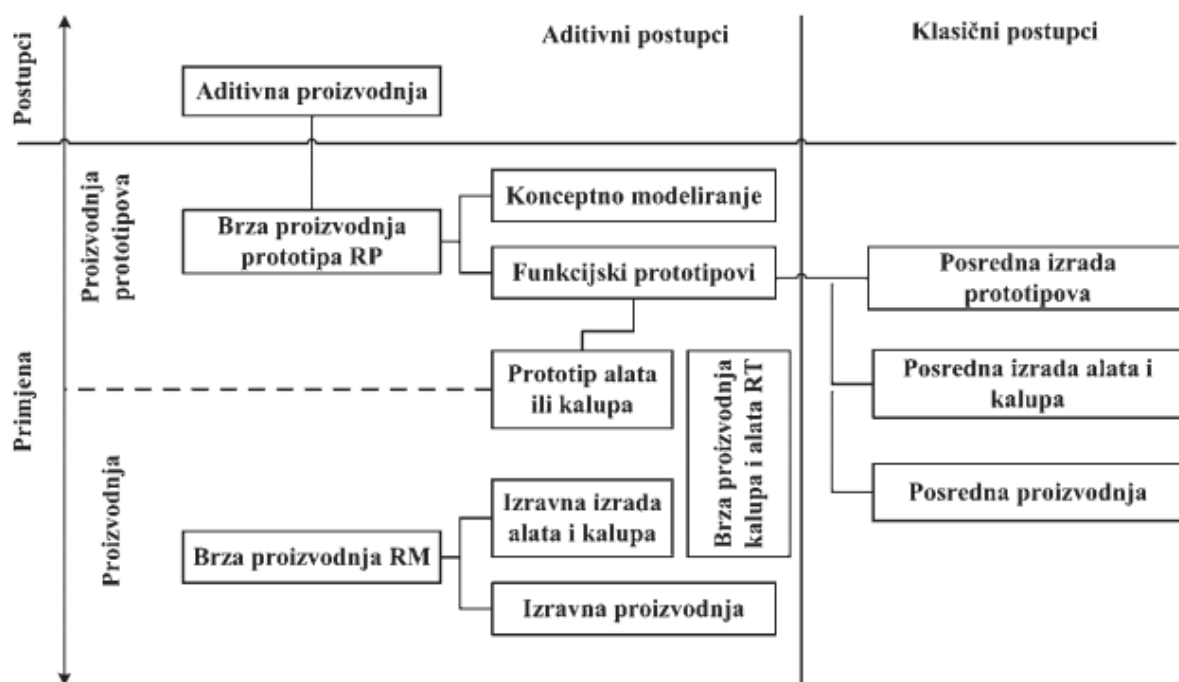 Aditivni postupci
Klasični postupci
Postupci
Aditivna proizvodnja
Proizvodnja
prototipova
Konceptno modeliranje
Brza proizvodnja
prototipa RP
Funkcijski prototipovi
Posredna izrada
prototipova
Primjena
Prototip alata
ili kalupa
Brza proizvodnja
kalupa i alata RT
Posredna izrada alata i
kalupa
Proizvodnja
Izravna izrada
alata i kalupa
Posredna proizvodnja
Brza proizvodnja RM
Izravna proizvodnja